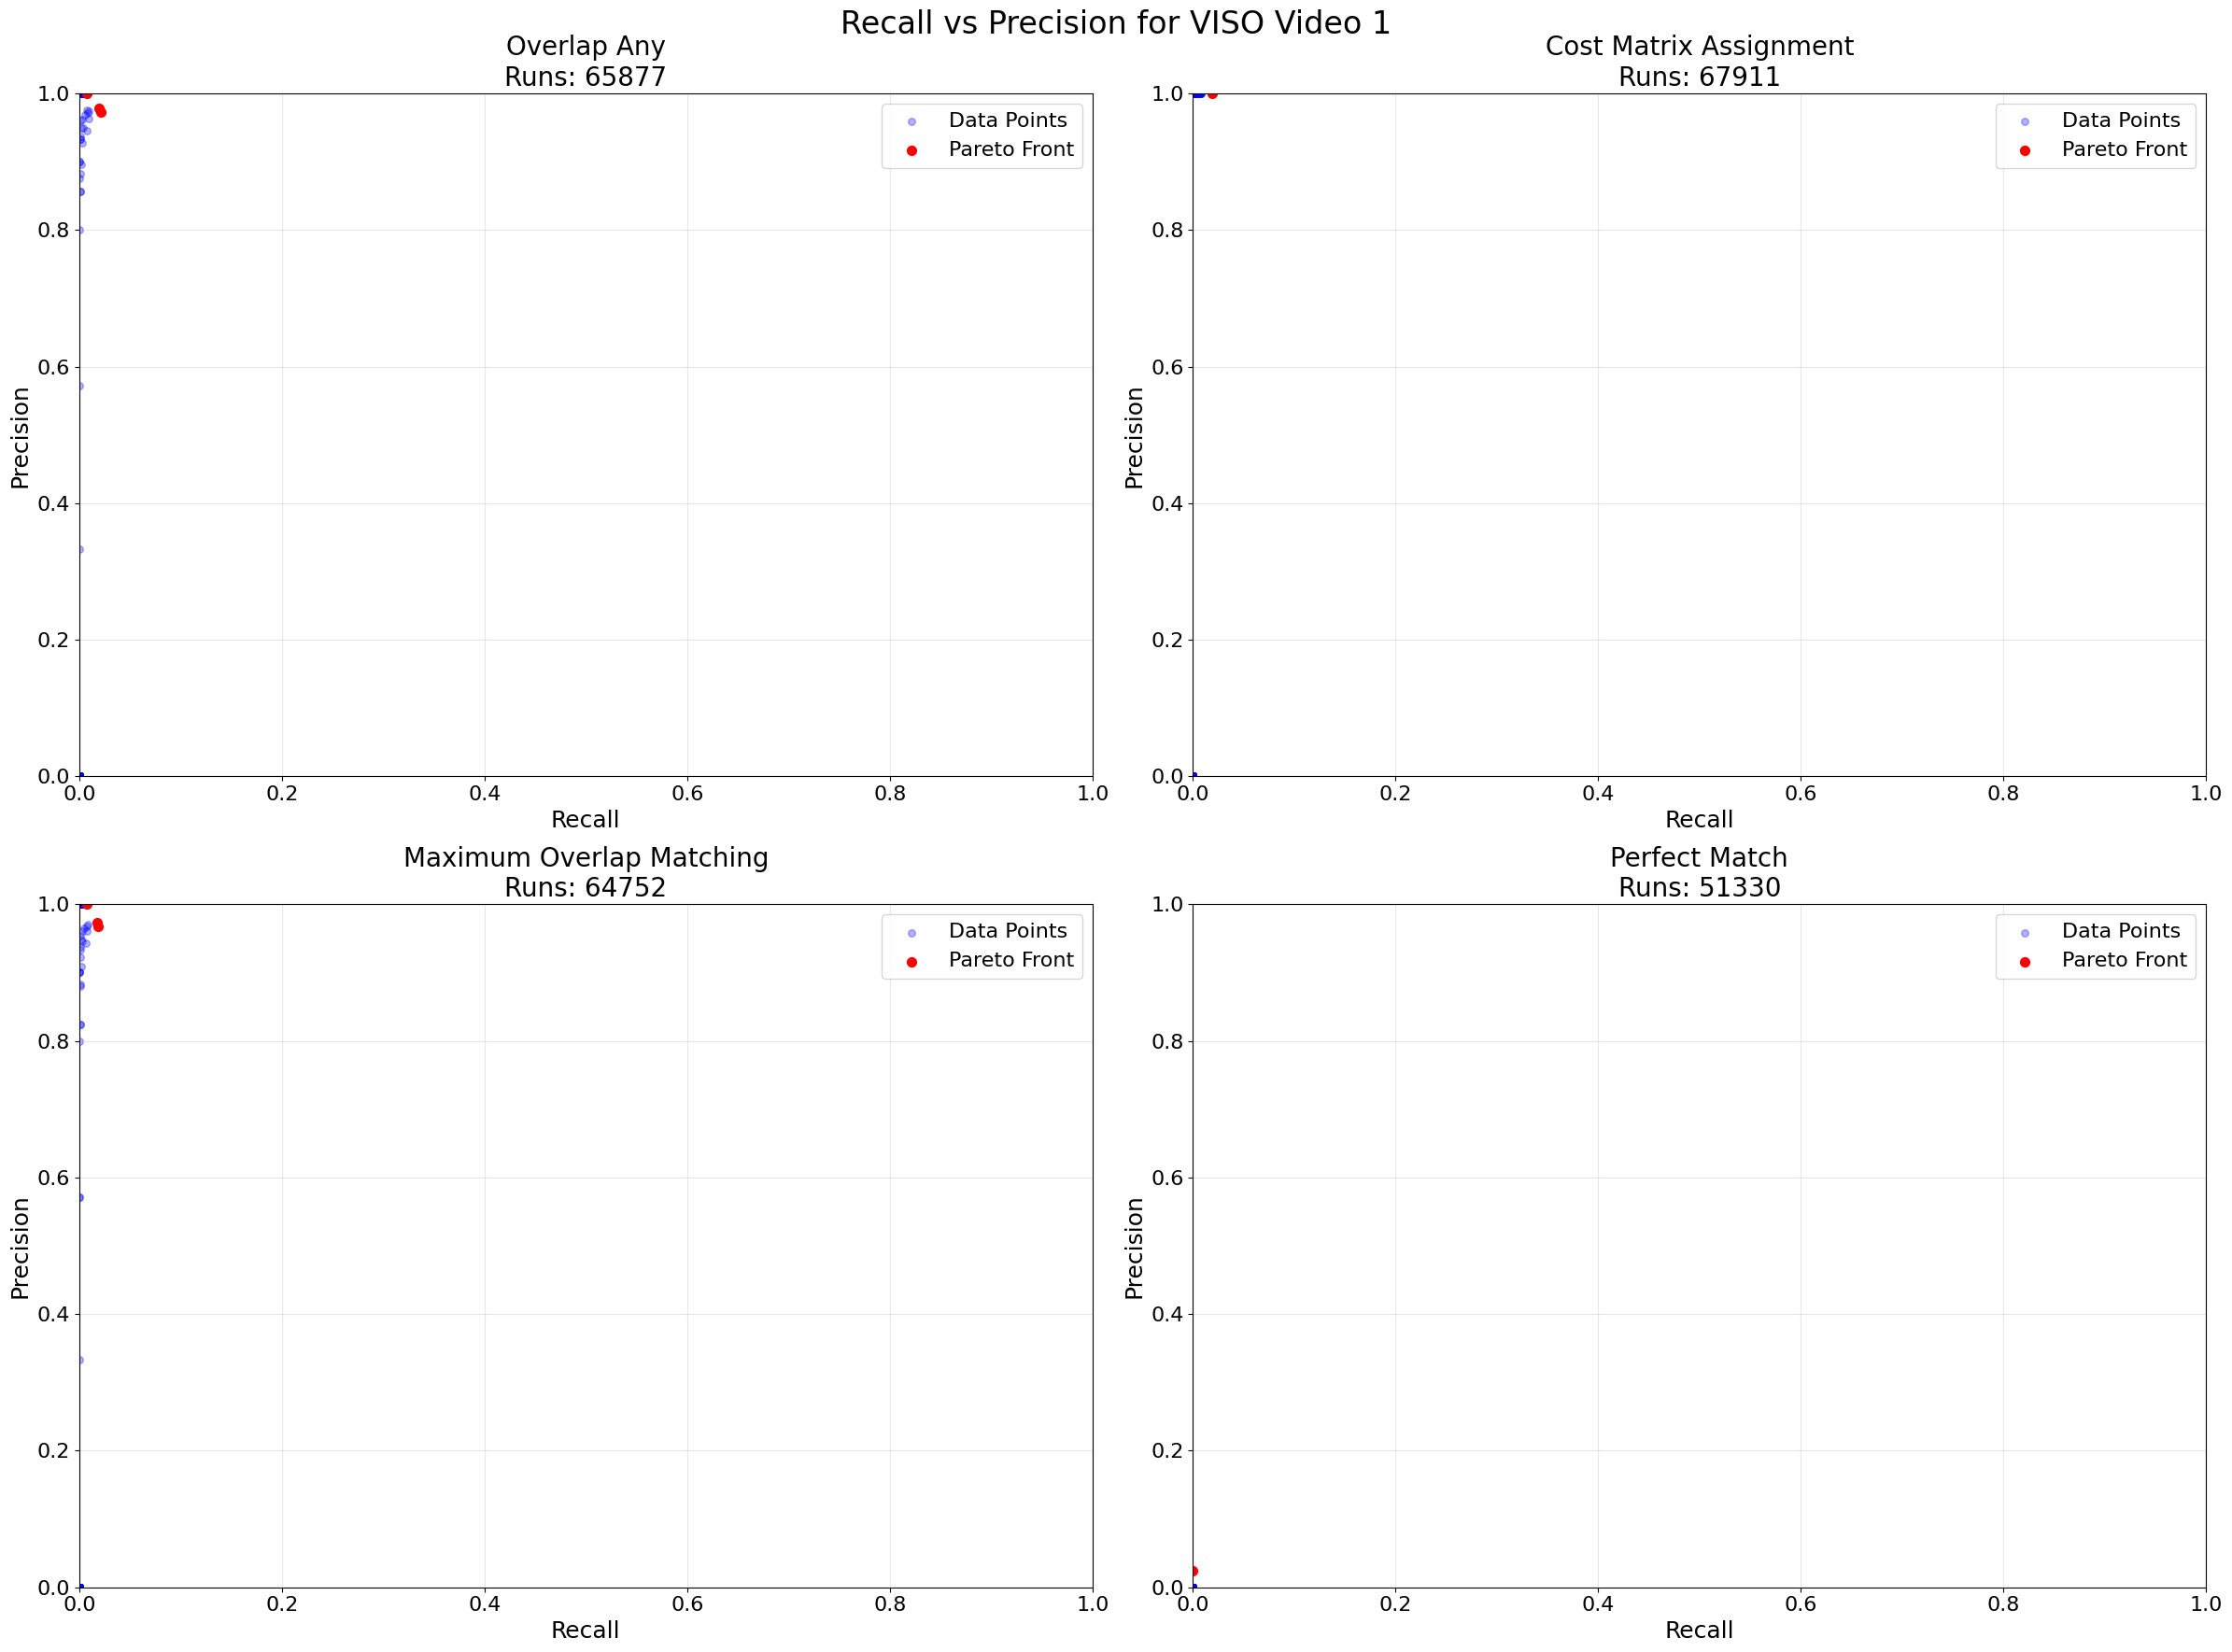 Recall vs Precision for VISO Video 1
Overlap Any
Runs: 65877
1.0
0.8
0.6
0.4
0.2
0.0
Precision
0.0 0.2 0.4 0.6 0.8 1.0
Recall
Data Points
Pareto Front
Cost Matrix Assignment
Runs: 67911
1.0
0.8
0.6
0.4
0.2
0.0
Precision
0.0 0.2 0.4 0.6 0.8 1.0
Recall
Data Points
Pareto Front
Maximum Overlap Matching
Runs: 64752
1.0
0.8
0.6
0.4
0.2
0.0
Precision
0.0 0.2 0.4 0.6 0.8 1.0
Recall
Data Points
Pareto Front
Perfect Match
Runs: 51330
1.0
0.8
0.6
0.4
0.2
0.0
Precision
0.0 0.2 0.4 0.6 0.8 1.0
Recall
Data Points
Pareto Front